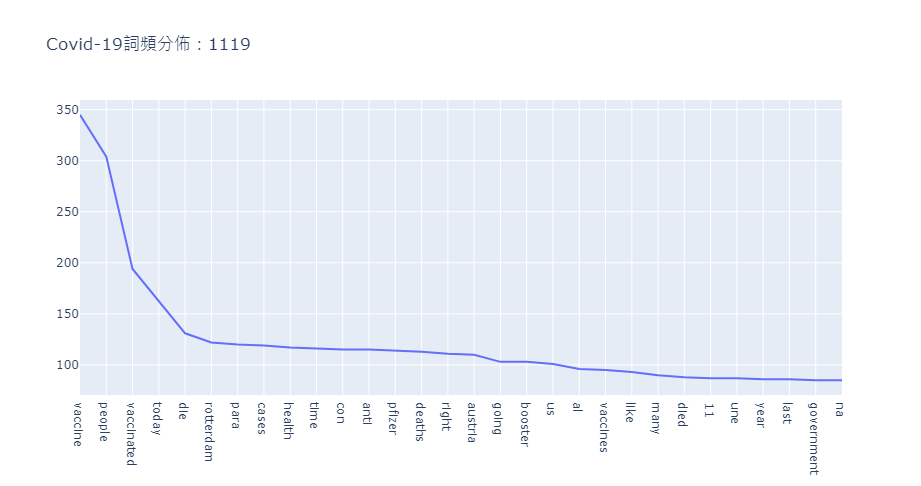 Covid-19詞頻分佈：1119
350
300
250
200
150
100
vaccine
people
vaccinated
today
die
rotterdam
para
cases
health
time
con
anti
pfizer
deaths
right
austria
going
booster
us
al
vaccines
like
many
died
11
une
year
last
government
na